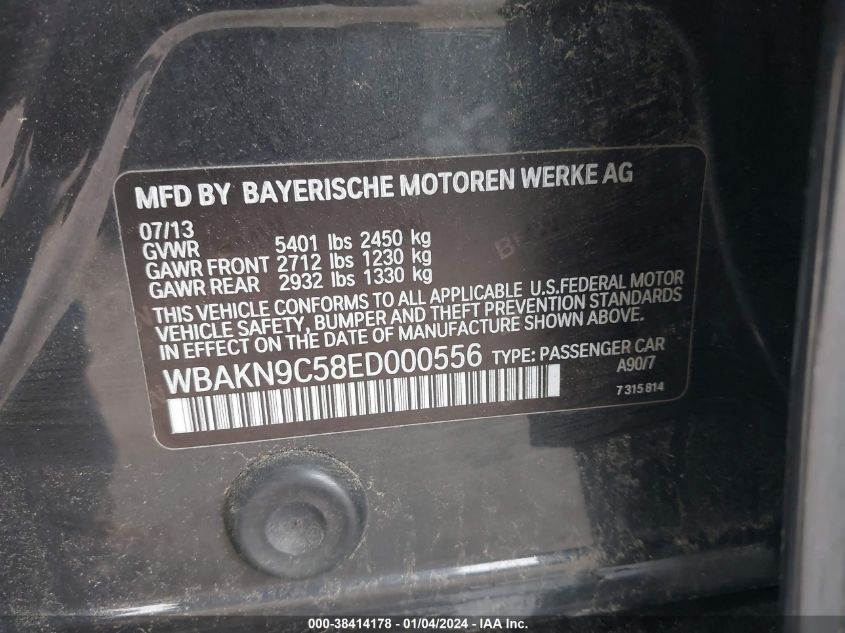 MFD BY BAYERISCHE MOTOREN WERKE AG
07/13
GVWR 5401 lbs 2450 kg
GAWR FRONT 2712 lbs 1230 kg
GAWR REAR 2932 lbs 1330 kg
THIS VEHICLE CONFORMS TO ALL APPLICABLE U.S.FEDERAL MOTOR
VEHICLE SAFETY, BUMPER AND THEFT PREVENTION STANDARDS
IN EFFECT ON THE DATE OF MANUFACTURE SHOWN ABOVE.
WBAKN9C58ED000556 TYPE: PASSENGER CAR
A90/7
7 315 814
000-38414178 - 01/04/2024 - IAA Inc.